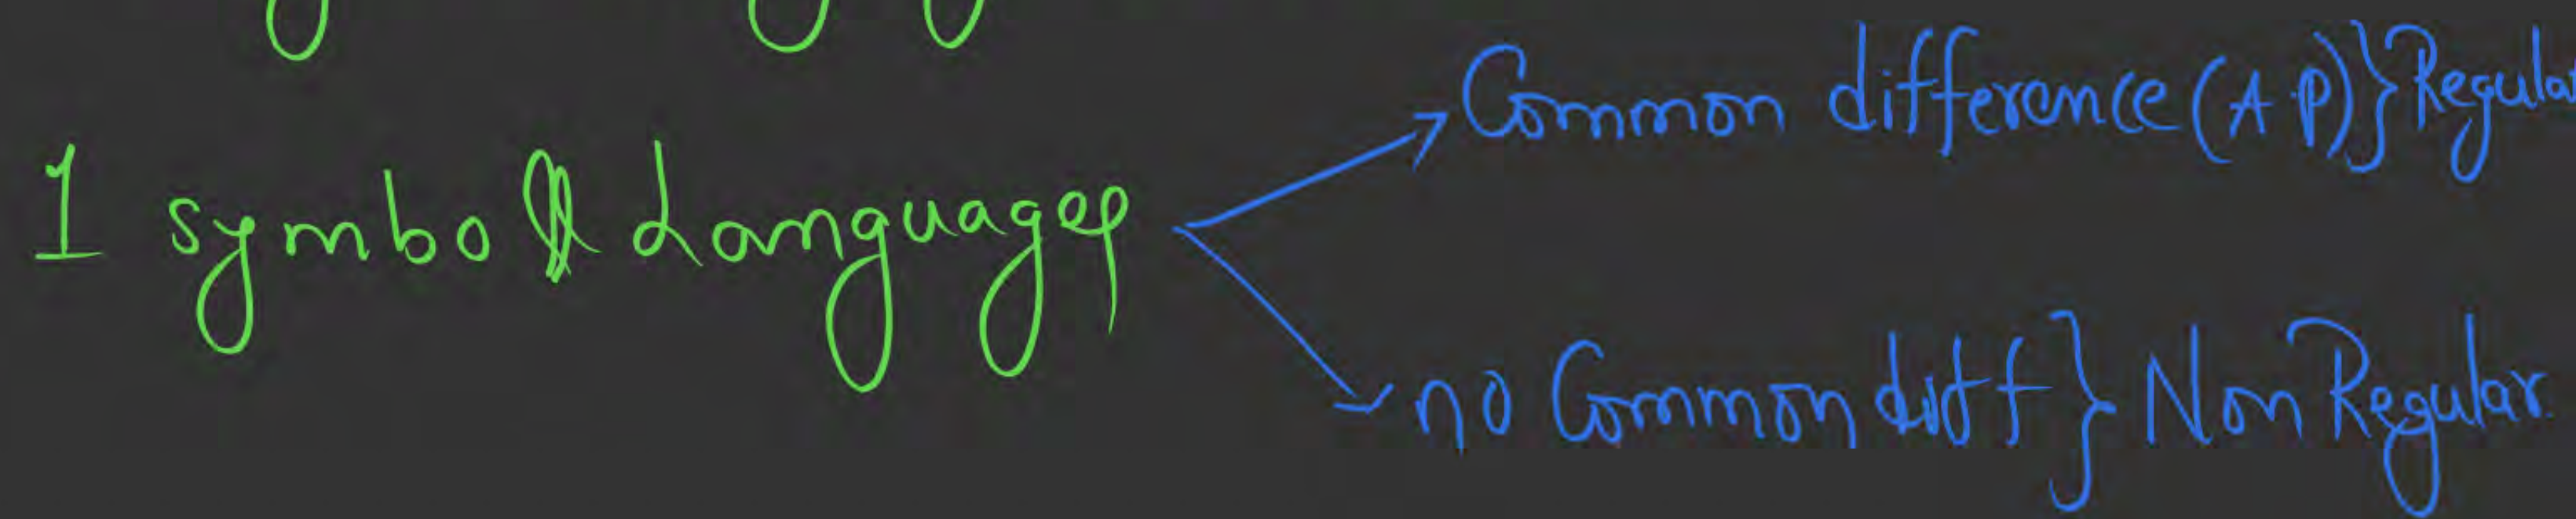 Common difference (A.P) } Regular
1 symbol Languages
no Common diff } Non Regular